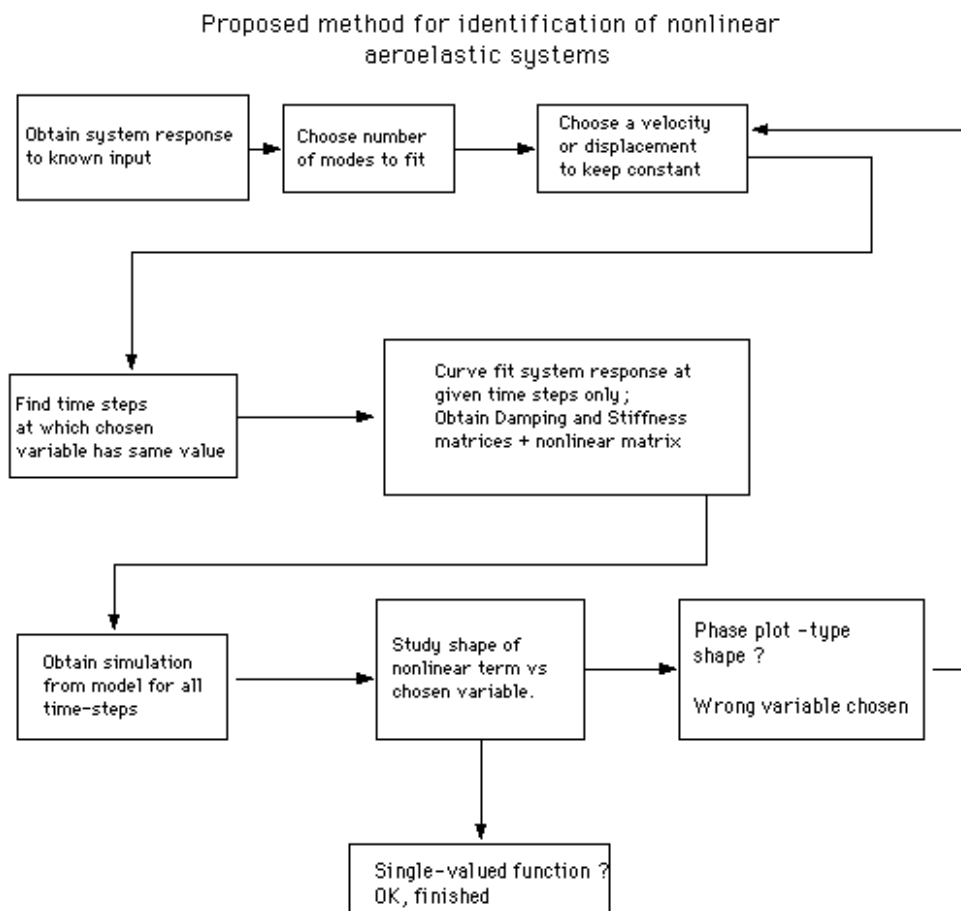 Proposed method for identification of nonlinear
aeroelastic systems
Obtain system response
to known input
Choose number
of modes to fit
Choose a velocity
or displacement
to keep constant
Find time steps
at which chosen
variable has same value
Curve fit system response at
given time steps only ;
Obtain Damping and Stiffness
matrices + nonlinear matrix
Obtain simulation
from model for all
time-steps
Study shape of
nonlinear term vs
chosen variable.
Phase plot -type
shape ?
Wrong variable chosen
Single-valued function ?
OK, finished